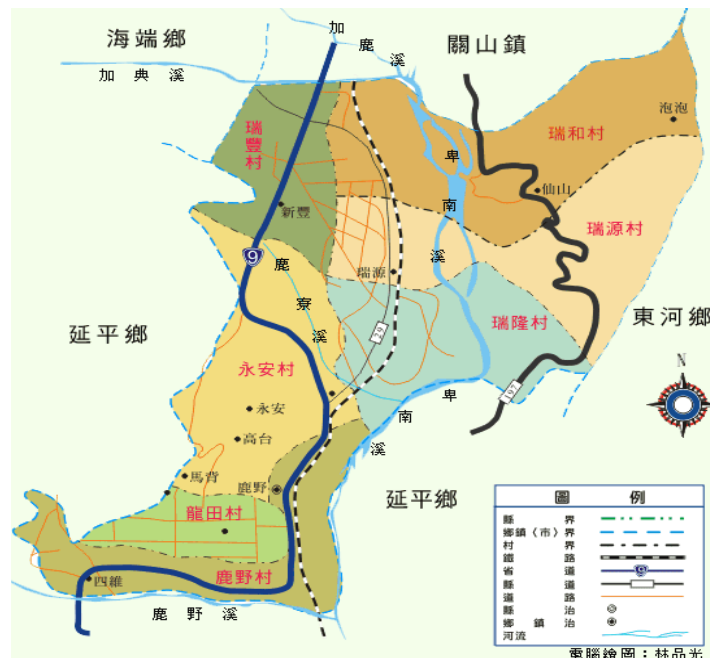 海端鄉
加鹿溪
關山鎮
加典溪
泡泡
瑞豐村
瑞和村
卑南溪
仙山
新豐
瑞源村
9
鹿寮溪
瑞源
東河鄉
瑞隆村
延平鄉
29
N
永安村
197
卑南溪
永安
高台
馬背
鹿野
延平鄉
龍田村
鹿野村
四維
鹿野溪
圖例
縣界
鄉鎮（市）界
村界
鐵路
省道
9
縣道
道路
縣治
鄉鎮治
河流
電腦繪圖：林品光